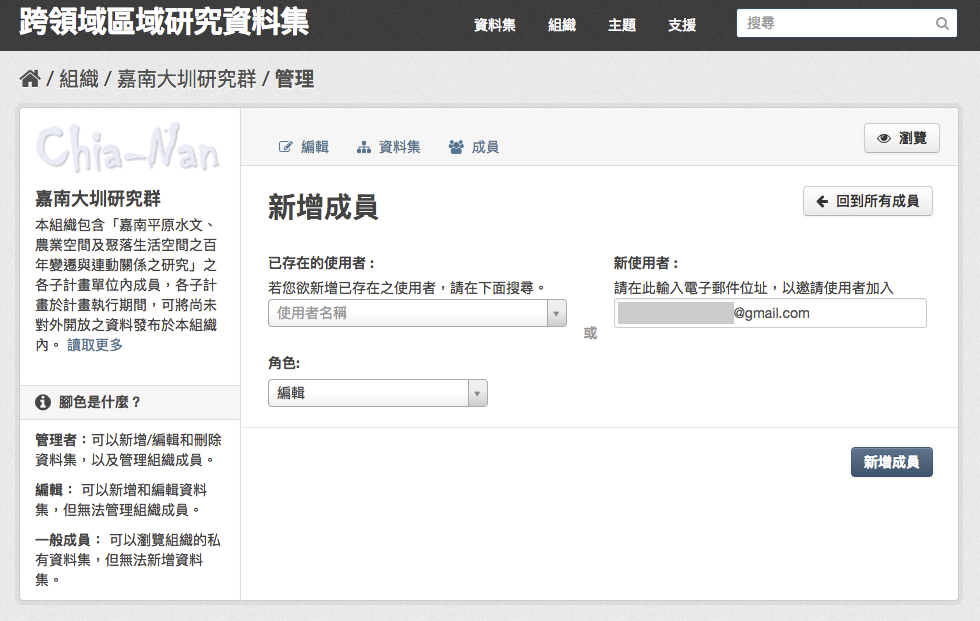 跨領域區域研究資料集
資料集 組織 主題 支援 搜尋
/ 組織 / 嘉南大圳研究群 / 管理
Chia-Nan
嘉南大圳研究群
本組織包含「嘉南平原水文、
農業空間及聚落生活空間之百
年變遷與連動關係之研究」之
各子計畫單位內成員，各子計
畫於計畫執行期間，可將尚未
對外開放之資料發布於本組織
內。 讀取更多
腳色是什麼？
管理者：可以新增/編輯和刪除
資料集，以及管理組織成員。
編輯： 可以新增和編輯資料
集，但無法管理組織成員。
一般成員： 可以瀏覽組織的私
有資料集，但無法新增資料
集。
編輯 資料集 成員
瀏覽
新增成員
回到所有成員
已存在的使用者：
若您欲新增已存在之使用者，請在下面搜尋。
使用者名稱
或
新使用者：
請在此輸入電子郵件位址，以邀請使用者加入
@gmail.com
角色:
編輯
新增成員